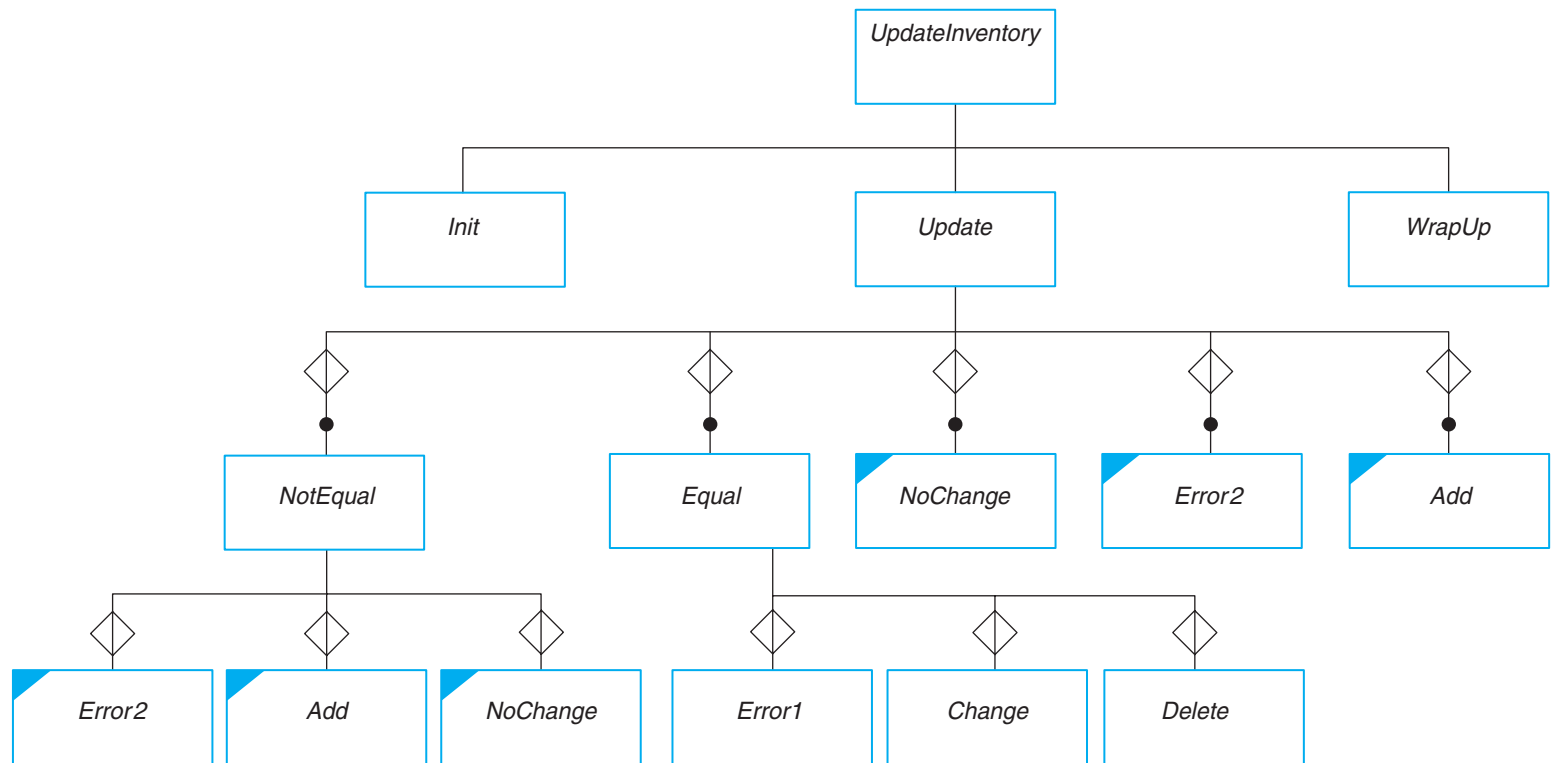 UpdateInventory
Init
Update
WrapUp
NotEqual
Equal
NoChange
Error2
Add
Error2
Add
NoChange
Error1
Change
Delete